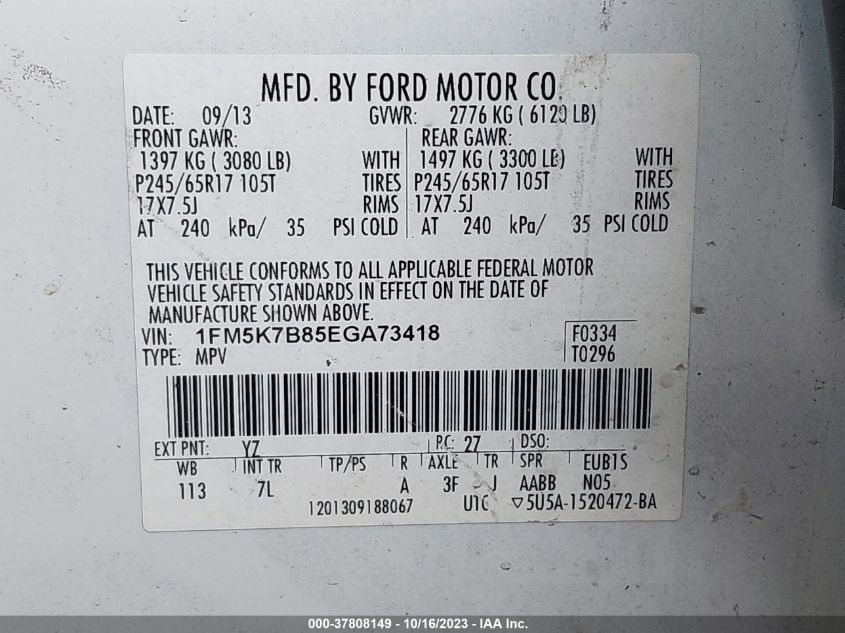 MFD. BY FORD MOTOR CO.
DATE: 09/13 GVWR: 2776 KG ( 6120 LB)
FRONT GAWR: REAR GAWR:
1397 KG ( 3080 LB) WITH 1497 KG ( 3300 LB) WITH
P245/65R17 105T TIRES P245/65R17 105T TIRES
17X7.5J RIMS 17X7.5J RIMS
AT 240 kPa/ 35 PSI COLD AT 240 kPa/ 35 PSI COLD
THIS VEHICLE CONFORMS TO ALL APPLICABLE FEDERAL MOTOR
VEHICLE SAFETY STANDARDS IN EFFECT ON THE DATE OF
MANUFACTURE SHOWN ABOVE.
VIN: 1FM5K7B85EGA73418 F0334
TYPE: MPV T0296
EXT PNT: YZ RC: 27 DSO:
WB INT TR TP/PS R AXLE TR SPR EUB1S
113 7L A 3F J AABB N05
1201309188067 U1C ▽5U5A-1520472-BA
000-37808149 - 10/16/2023 - IAA Inc.